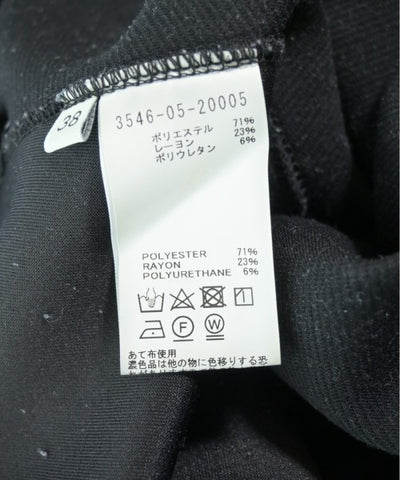 38
3546-05-20005
ポリエステル 71%
レーヨン 23%
ポリウレタン 6%
POLYESTER 71%
RAYON 23%
POLYURETHANE 6%
F W
あて布使用
濃色品は他の物に色移りする恐